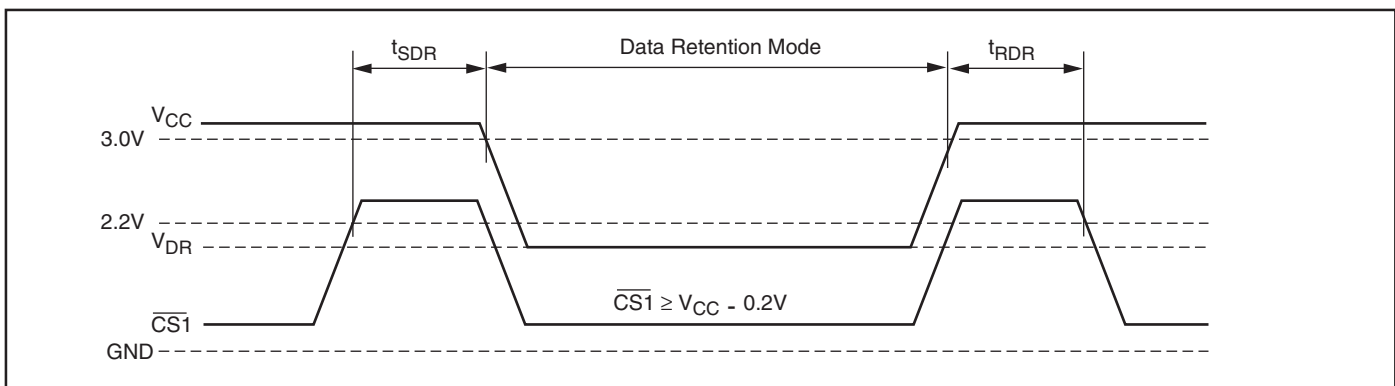 tSDR
Data Retention Mode
tRDR
VCC
3.0V
2.2V
VDR
CS1 ≥ VCC - 0.2V
CS1
GND